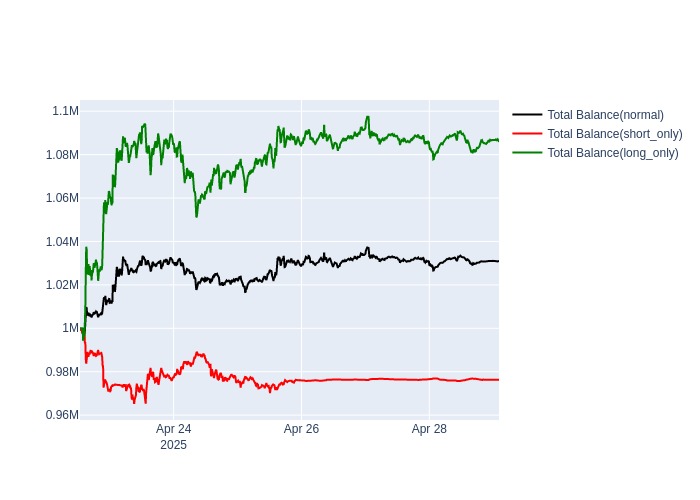 1.1M
1.08M
1.06M
1.04M
1.02M
1M
0.98M
0.96M
Apr 24
2025
Apr 26
Apr 28
Total Balance(normal)
Total Balance(short_only)
Total Balance(long_only)